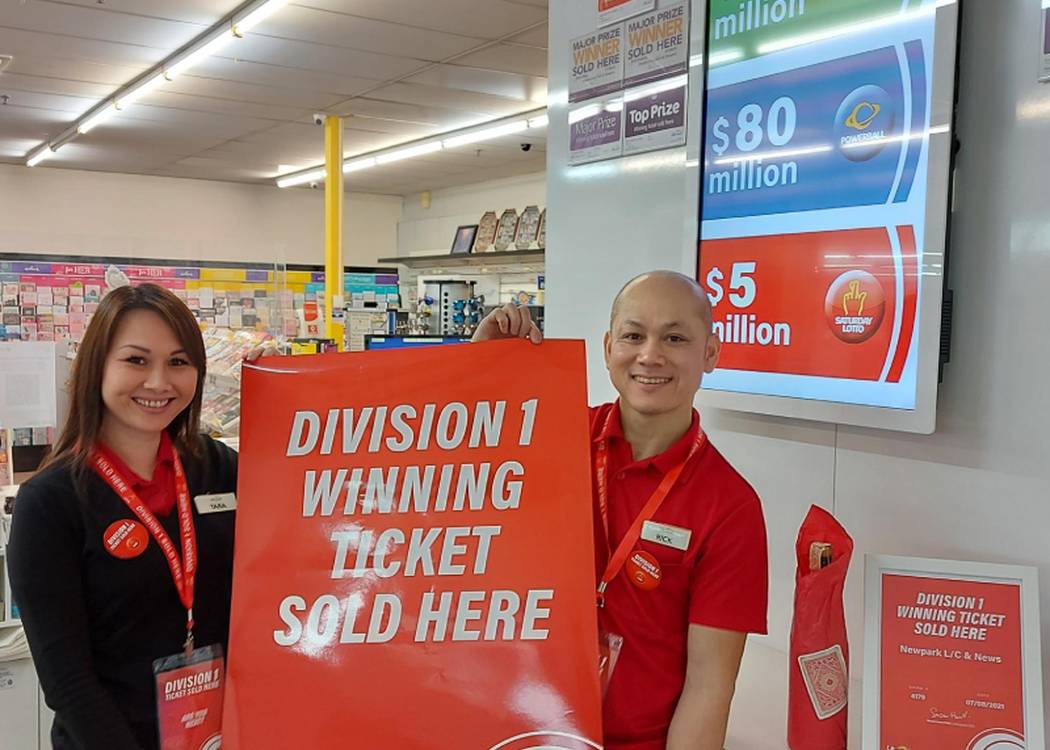 MAJOR PRIZE
WINNER
SOLD HERE
MAJOR PRIZE
WINNER
SOLD HERE
Major Prize
Top Prize
million
$80
million
POWERBALL
$5
million
SATURDAY
LOTTO
DIVISION 1
WINNING
TICKET
SOLD HERE
TARA
RICK
DIVISION 1
TICKET SOLD HERE
DIVISION 1
WINNING TICKET
SOLD HERE
Newpark L/C & News
4179
07/08/2021